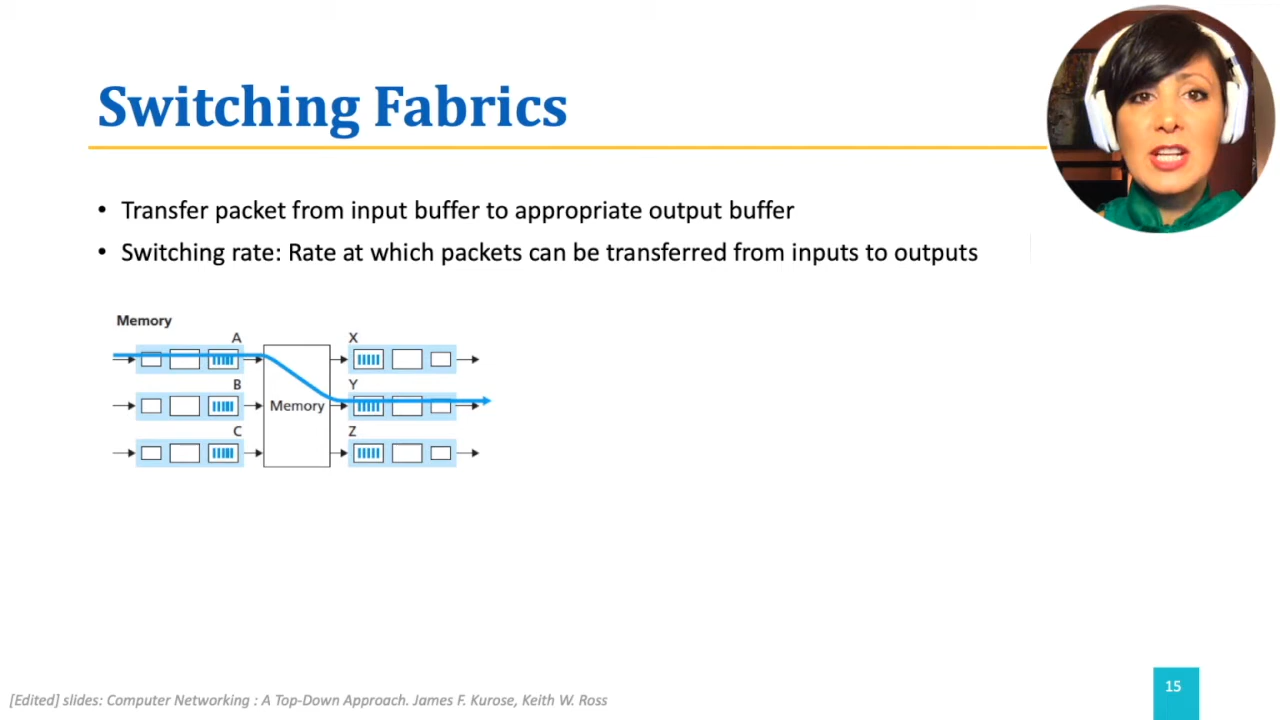 Switching Fabrics
• Transfer packet from input buffer to appropriate output buffer
• Switching rate: Rate at which packets can be transferred from inputs to outputs
Memory
A
X
B
Y
Memory
C
Z
15
[Edited] slides: Computer Networking : A Top-Down Approach. James F. Kurose, Keith W. Ross